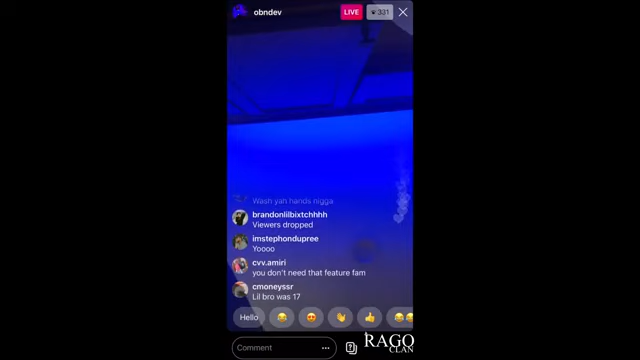 obndev
LIVE
331
Wash yah hands nigga
brandonlilbixtchhhh
Viewers dropped
imstephondupree
Yoooo
cvv.amiri
you don't need that feature fam
cmoneyssr
Lil bro was 17
Hello
Comment
RAGO
CLAN